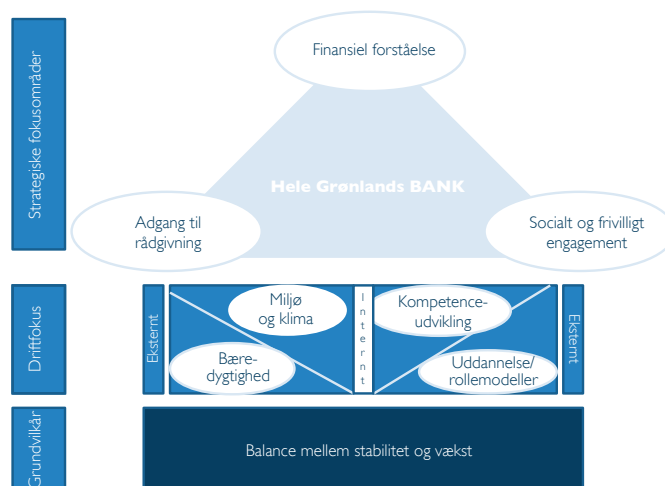 Strategiske fokusområder
Finansiel forståelse
Hele Grønlands BANK
Adgang til
rådgivning
Socialt og frivilligt
engagement
Driftfokus
Eksternt
Miljø
og klima
Bære-
dygtighed
Internt
Kompetence-
udvikling
Uddannelse/
rollemodeller
Eksternt
Grundvilkår
Balance mellem stabilitet og vækst